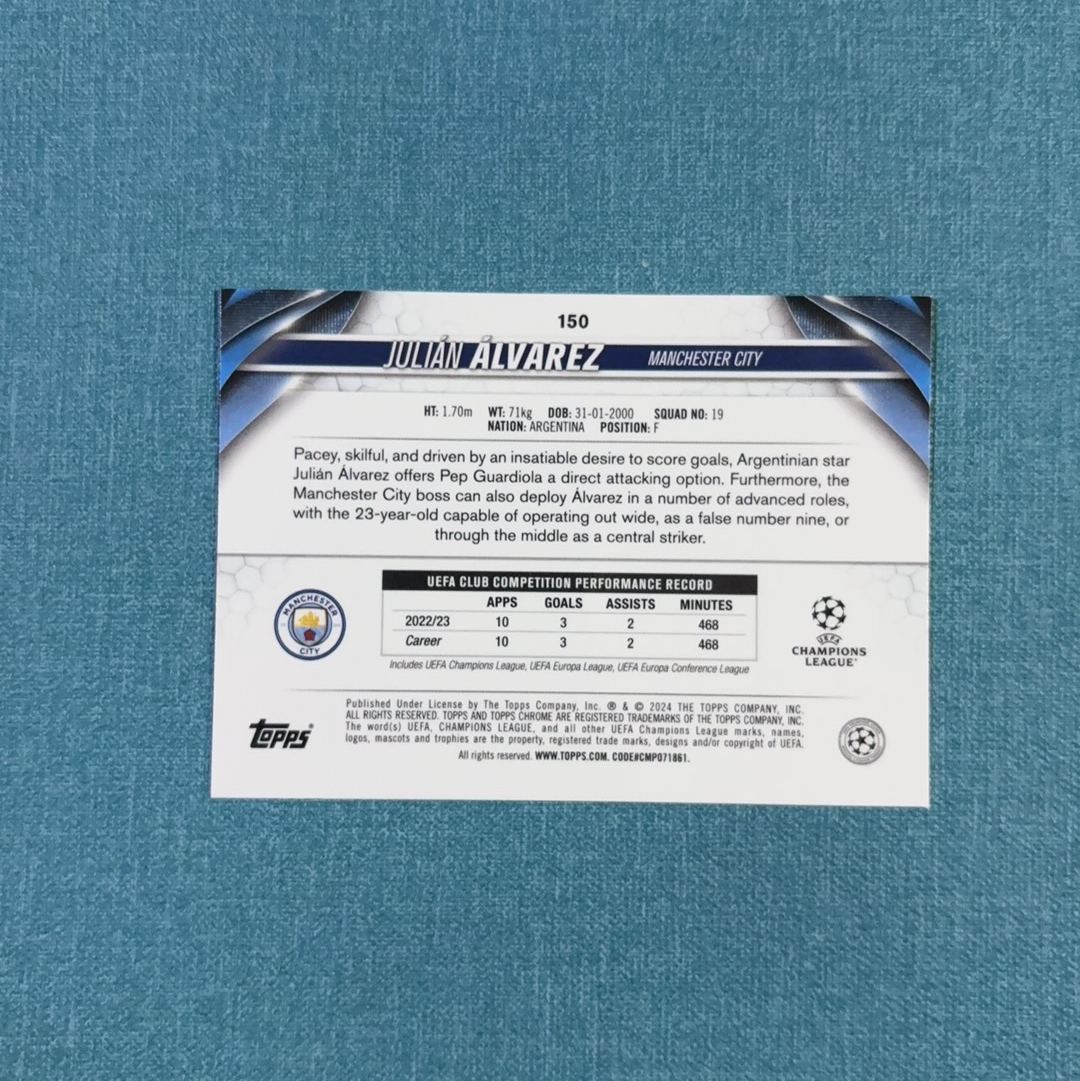 150
JULIÁN ÁLVAREZ MANCHESTER CITY
HT: 1.70m WT: 71kg DOB: 31-01-2000 SQUAD NO: 19
NATION: ARGENTINA POSITION: F
Pacey, skilful, and driven by an insatiable desire to score goals, Argentinian star
Julián Álvarez offers Pep Guardiola a direct attacking option. Furthermore, the
Manchester City boss can also deploy Álvarez in a number of advanced roles,
with the 23-year-old capable of operating out wide, as a false number nine, or
through the middle as a central striker.
MANCHESTER
CITY
UEFA CLUB COMPETITION PERFORMANCE RECORD
APPS GOALS ASSISTS MINUTES
2022/23 10 3 2 468
Career 10 3 2 468
Includes UEFA Champions League, UEFA Europa League, UEFA Europa Conference League
UEFA
CHAMPIONS
LEAGUE
Topps
Published Under License by The Topps Company, Inc. ® & © 2024 THE TOPPS COMPANY, INC.
ALL RIGHTS RESERVED. TOPPS AND TOPPS CHROME ARE REGISTERED TRADEMARKS OF THE TOPPS COMPANY, INC.
The word(s) UEFA, CHAMPIONS LEAGUE, and all other UEFA Champions League marks, names,
logos, mascots and trophies are the property, registered trade marks, designs and/or copyright of UEFA.
All rights reserved. WWW.TOPPS.COM. CODE#CMP071861.